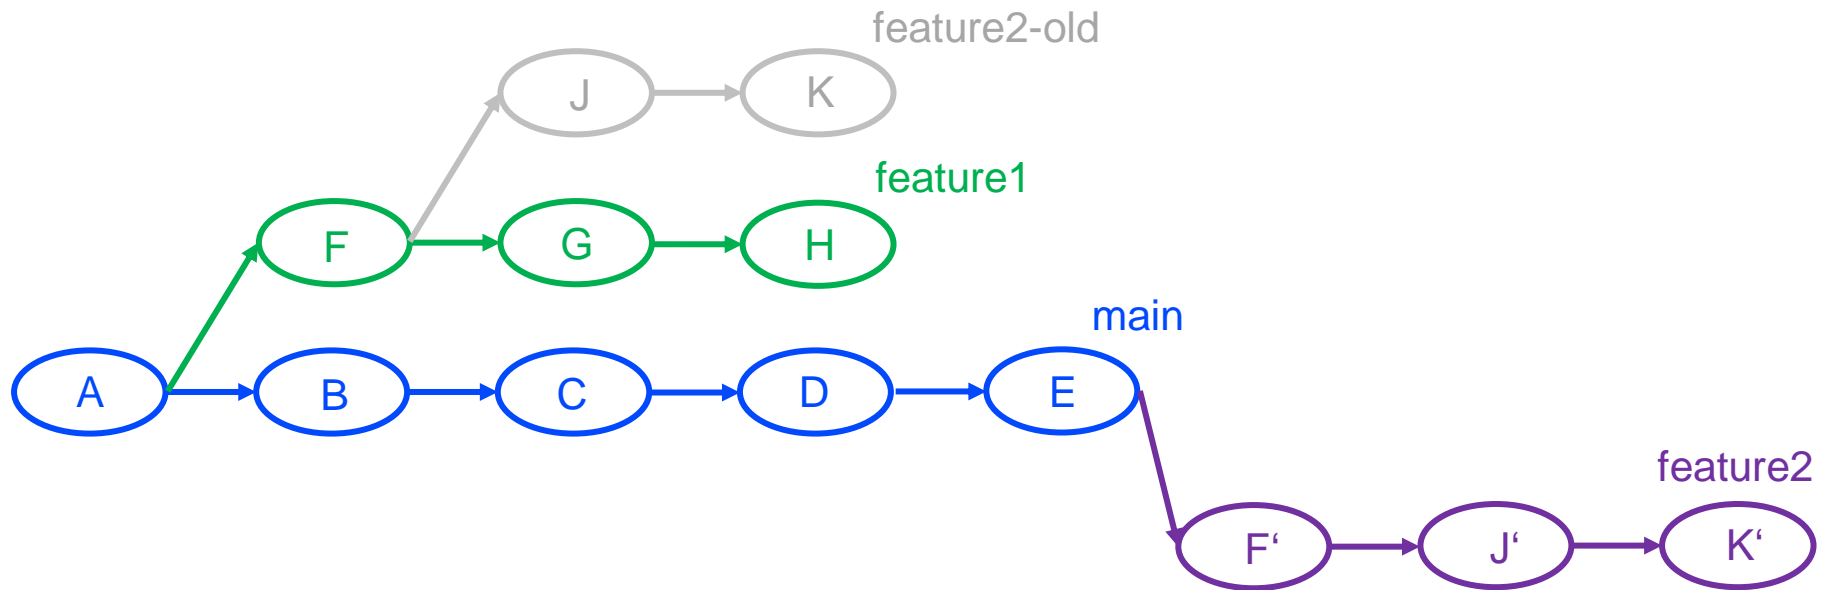 feature2-old
J K
feature1
F G H
main
A B C D E
feature2
F‘ J‘ K‘